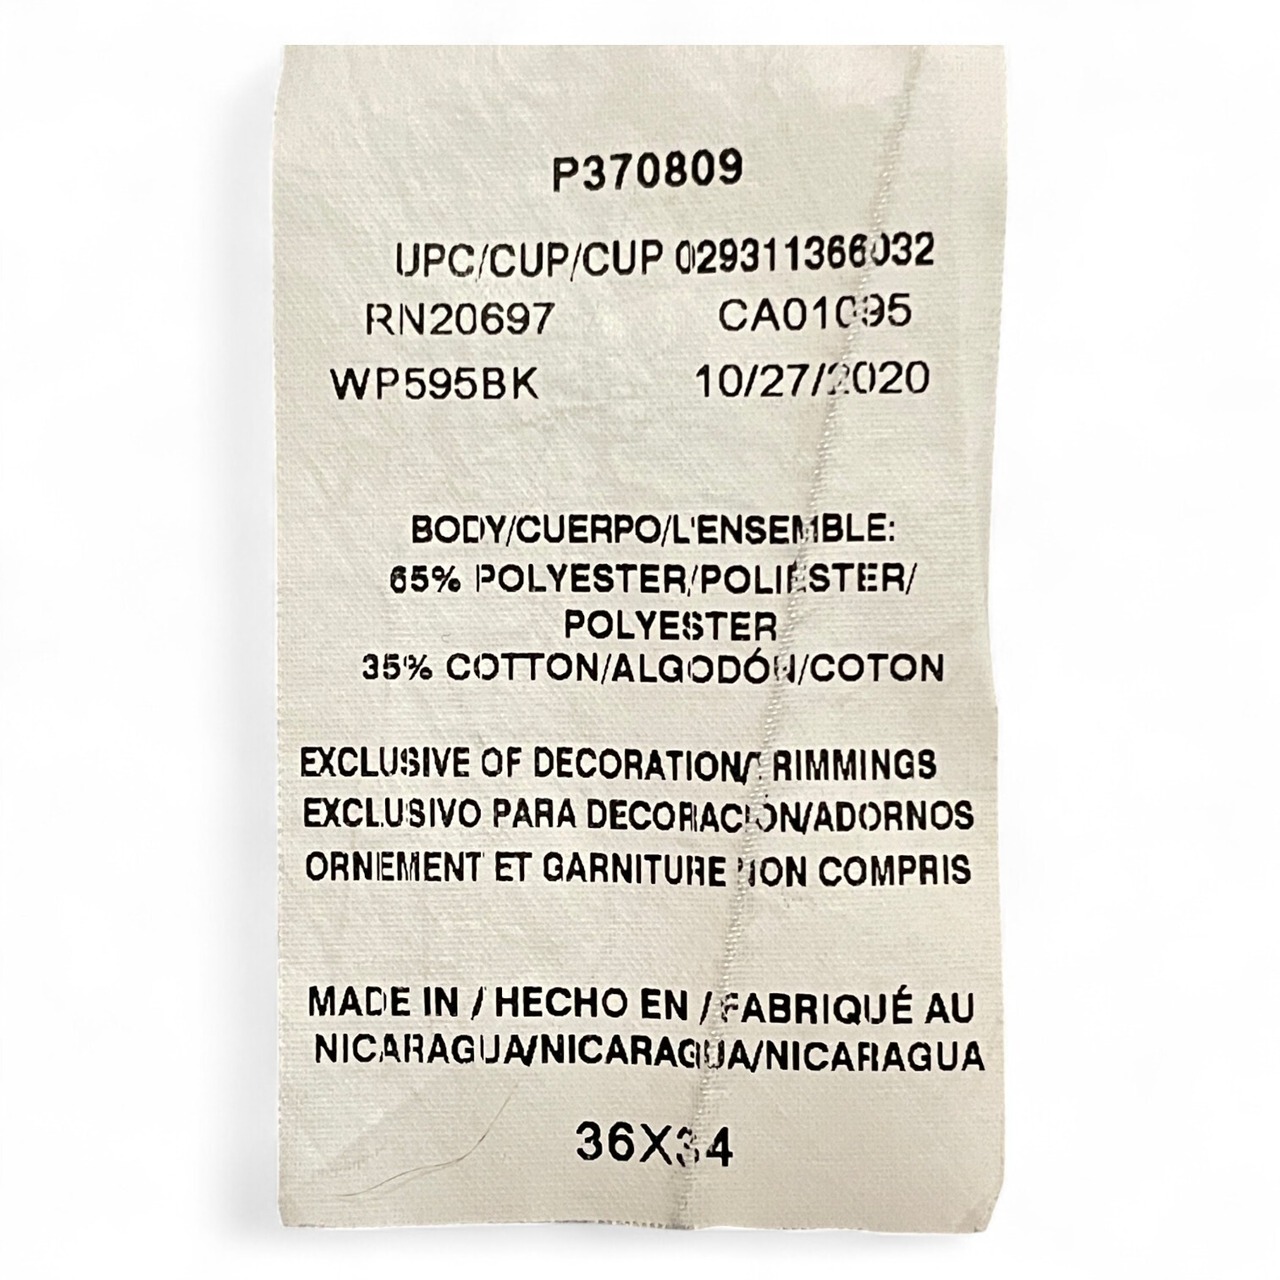 P370809
UPC/CUP/CUP 029311366032
RN20697 CA01095
WP595BK 10/27/2020
BODY/CUERPO/L'ENSEMBLE:
65% POLYESTER/POLIÉSTER/
POLYESTER
35% COTTON/ALGODÓN/COTON
EXCLUSIVE OF DECORATION/TRIMMINGS
EXCLUSIVO PARA DECORACIÓN/ADORNOS
ORNEMENT ET GARNITURE NON COMPRIS
MADE IN / HECHO EN / FABRIQUÉ AU
NICARAGUA/NICARAGUA/NICARAGUA
36X34